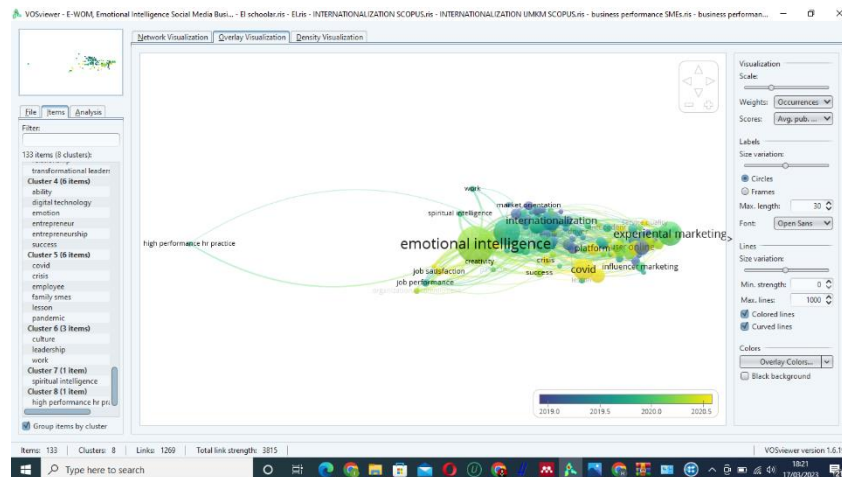 VOSviewer - E-WOM, Emotional Intelligence Social Media Busi... - EI schoolar.ris - EI.ris - INTERNATIONALIZATION SCOPUS.ris - INTERNATIONALIZATION UMKM SCOPUS.ris - business performance SMEs.ris - business performan...
Network Visualization Overlay Visualization Density Visualization
File Items Analysis
Filter:
133 items (8 clusters):
transformational leaders
Cluster 4 (6 items)
ability
digital technology
emotion
entrepreneur
entrepreneurship
success
Cluster 5 (6 items)
covid
crisis
employee
family smes
lesson
pandemic
Cluster 6 (3 items)
culture
leadership
work
Cluster 7 (1 item)
spiritual intelligence
Cluster 8 (1 item)
high performance hr pra
Group items by cluster
work
market orientation
spiritual intelligence
internationalization
high performance hr practice
emotional intelligence
experiential marketing
platform
creativity
crisis
job satisfaction
covid
influencer marketing
success
job performance
2019.0 2019.5 2020.0 2020.5
Visualization
Scale:
Weights: Occurrences
Scores: Avg. pub. ...
Labels
Size variation:
Circles
Frames
Max. length: 30
Font: Open Sans
Lines
Size variation:
Min. strength: 0
Max. lines: 1000
Colored lines
Curved lines
Colors
Overlay Colors...
Black background
Items: 133 Clusters: 8 Links: 1269 Total link strength: 3815 VOSviewer version 1.6.1
Type here to search
18:21
17/03/2023